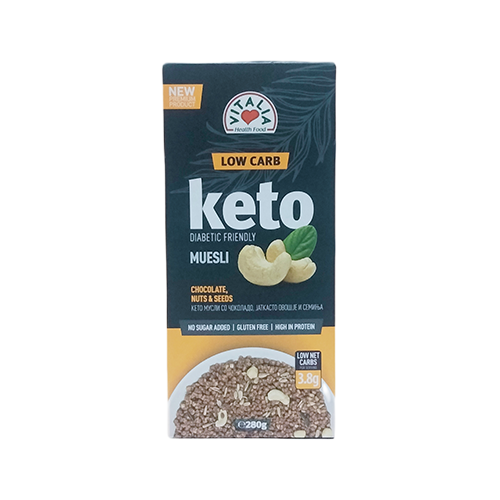 NEW
PREMIUM
PRODUCT
VITALIA
Health Food
LOW CARB
keto
DIABETIC FRIENDLY
MUESLI
CHOCOLATE,
NUTS & SEEDS
КЕТО МУСЛИ СО ЧОКОЛАДО, ЈАТКАСТО ОВОШЈЕ И СЕМИЊА
NO SUGAR ADDED | GLUTEN FREE | HIGH IN PROTEIN
LOW NET
CARBS
3.8g
℮280g